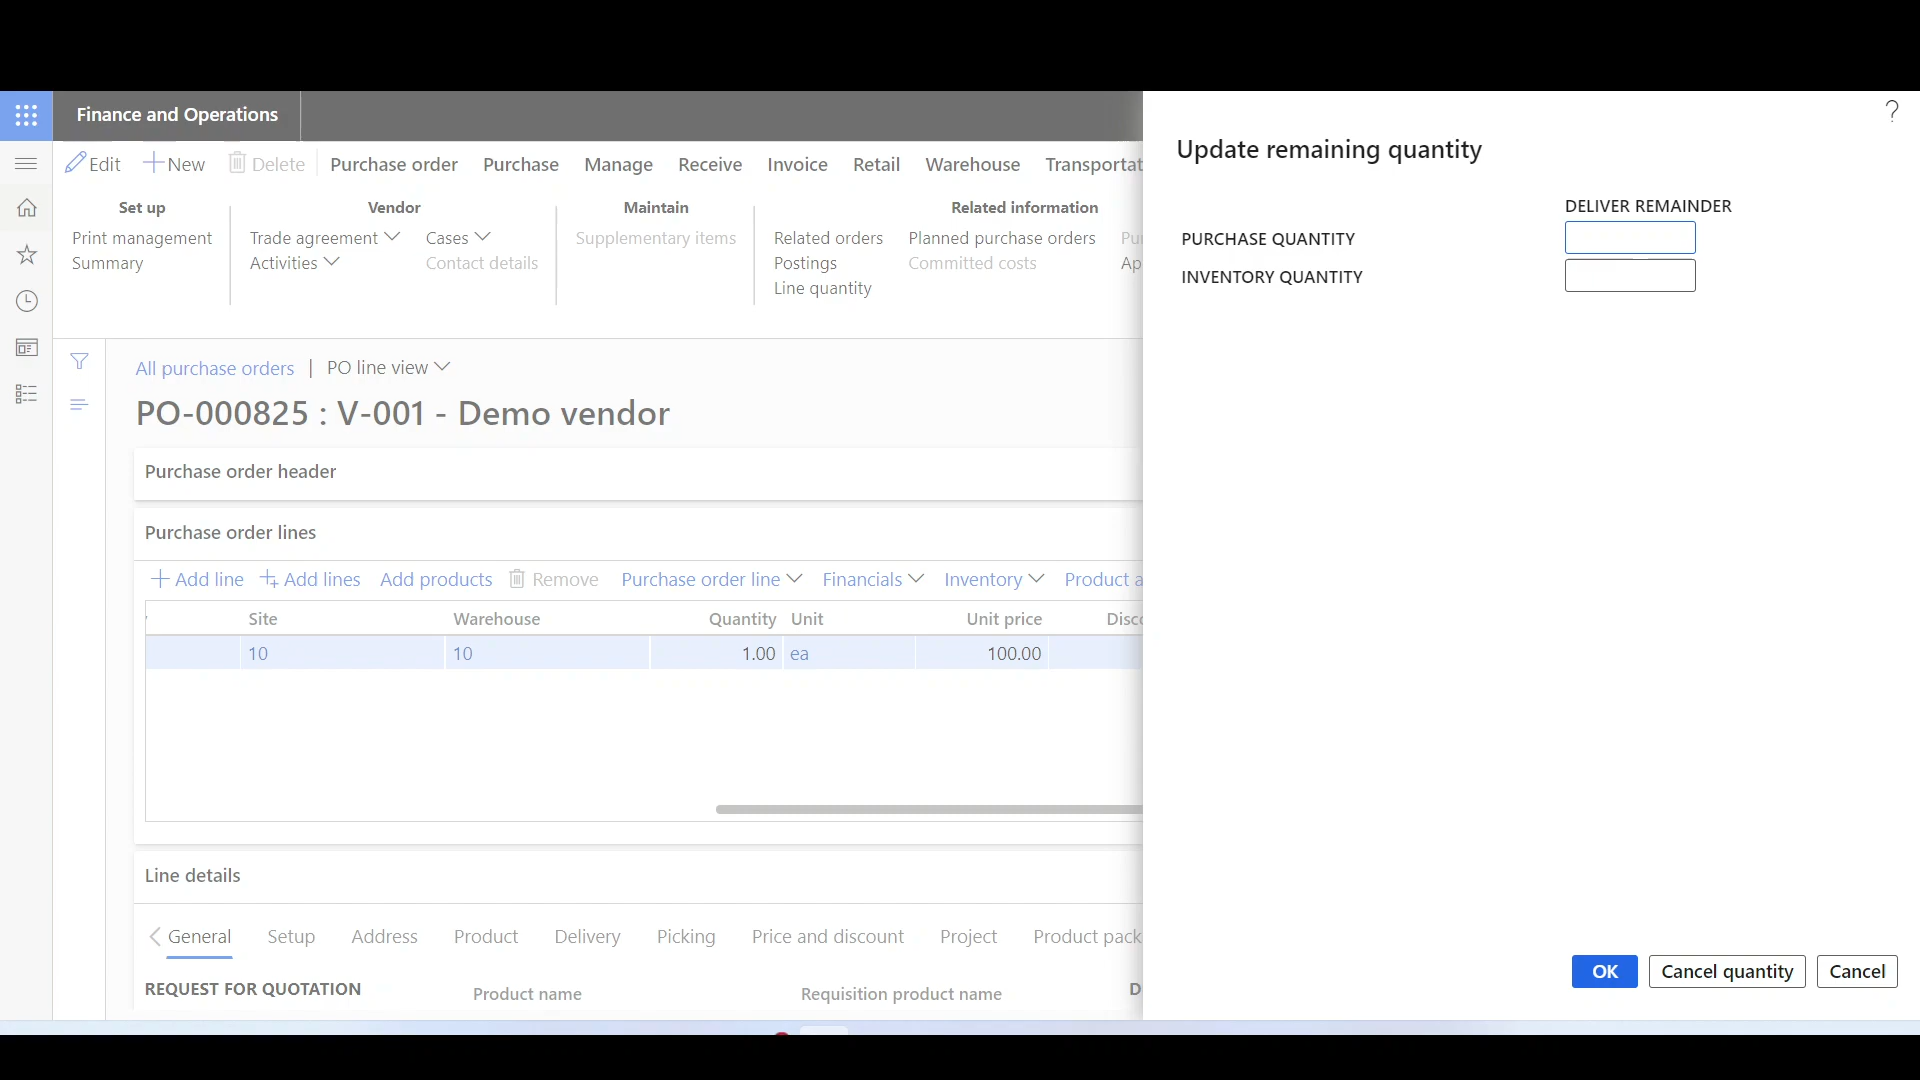 Finance and Operations
?
Edit New Delete Purchase order Purchase Manage Receive Invoice Retail Warehouse Transportat
Set up Vendor Maintain Related information
Print management Trade agreement Cases Supplementary items Related orders Planned purchase orders Pu
Summary Activities Contact details Postings Committed costs Ap
Line quantity
All purchase orders | PO line view
PO-000825 : V-001 - Demo vendor
Purchase order header
Purchase order lines
Add line Add lines Add products Remove Purchase order line Financials Inventory Product a
Site Warehouse Quantity Unit Unit price Disc
10 10 1.00 ea 100.00
Line details
General Setup Address Product Delivery Picking Price and discount Project Product pack
REQUEST FOR QUOTATION Product name Requisition product name D
Update remaining quantity
DELIVER REMAINDER
PURCHASE QUANTITY
INVENTORY QUANTITY
OK Cancel quantity Cancel